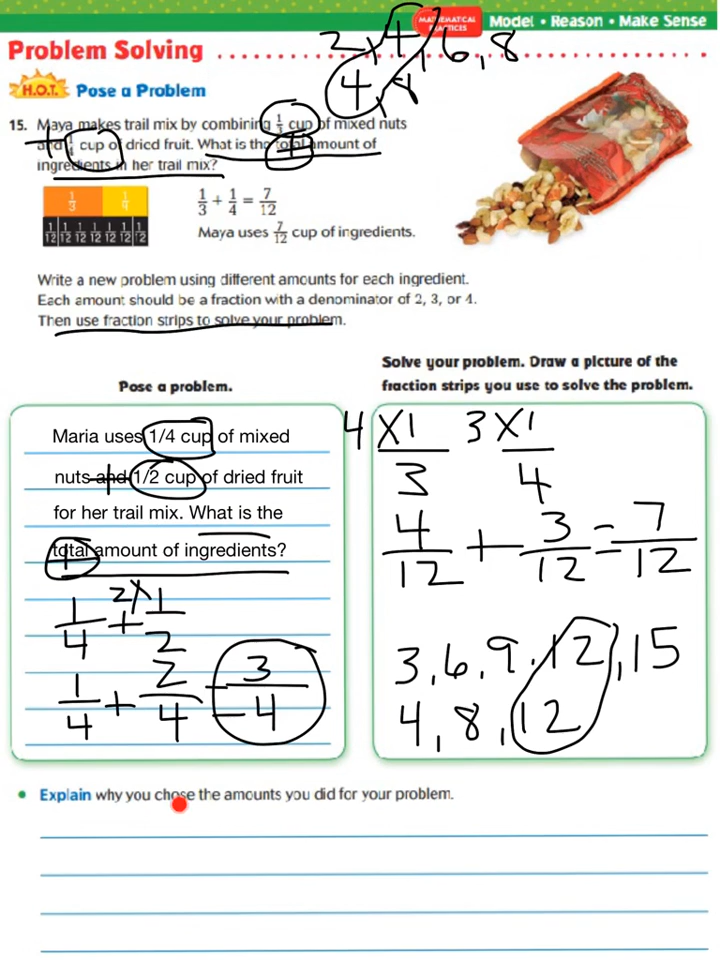 MATHEMATICAL PRACTICES Model • Reason • Make Sense
Problem Solving
2, 4, 6, 8
4, 8
H.O.T. Pose a Problem
15. Maya makes trail mix by combining 1/3 cup of mixed nuts
and 1/4 cup of dried fruit. What is the total amount of
ingredients in her trail mix?
+
+
1/3 1/4
1/12 1/12 1/12 1/12 1/12 1/12 1/12
1/3 + 1/4 = 7/12
Maya uses 7/12 cup of ingredients.
Write a new problem using different amounts for each ingredient.
Each amount should be a fraction with a denominator of 2, 3, or 4.
Then use fraction strips to solve your problem.
Pose a problem.
Maria uses 1/4 cup of mixed
nuts and 1/2 cup of dried fruit
for her trail mix. What is the
total amount of ingredients?
+
+
1/4 + 2 x 1/2
1/4 + 2/4 = 3/4
Solve your problem. Draw a picture of the
fraction strips you use to solve the problem.
4 x 1/3 3 x 1/4
4/12 + 3/12 = 7/12
3, 6, 9, 12, 15
4, 8, 12
• Explain why you chose the amounts you did for your problem.